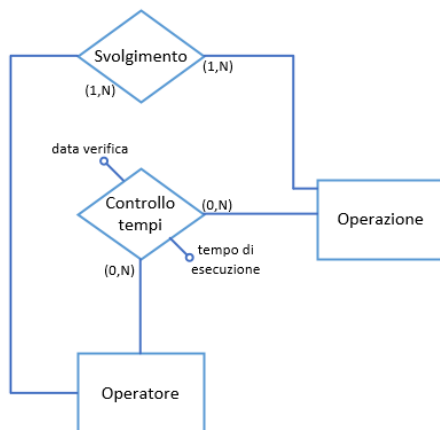 Svolgimento
(1,N)
(1,N)
data verifica
Controllo
tempi
(0,N)
Operazione
tempo di
esecuzione
(0,N)
Operatore